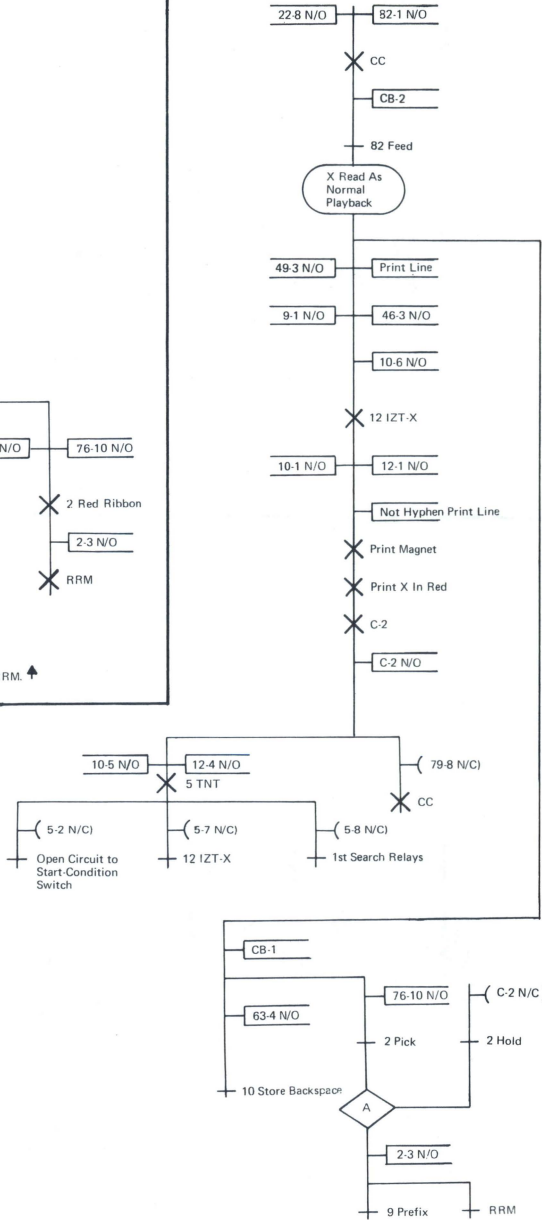 22-8 N/O
82-1 N/O
CC
CB-2
82 Feed
X Read As
Normal
Playback
49-3 N/O
Print Line
9-1 N/O
46-3 N/O
10-6 N/O
12 IZT-X
10-1 N/O
12-1 N/O
Not Hyphen Print Line
Print Magnet
Print X In Red
C-2
C-2 N/O
N/O
76-10 N/O
2 Red Ribbon
2-3 N/O
RRM
RM.
10-5 N/O
12-4 N/O
79-8 N/C)
5 TNT
CC
5-2 N/C)
5-7 N/C)
5-8 N/C)
Open Circuit to
Start-Condition
Switch
12 IZT-X
1st Search Relays
CB-1
76-10 N/O
C-2 N/C
63-4 N/O
2 Pick
2 Hold
10 Store Backspace
A
2-3 N/O
9 Prefix
RRM